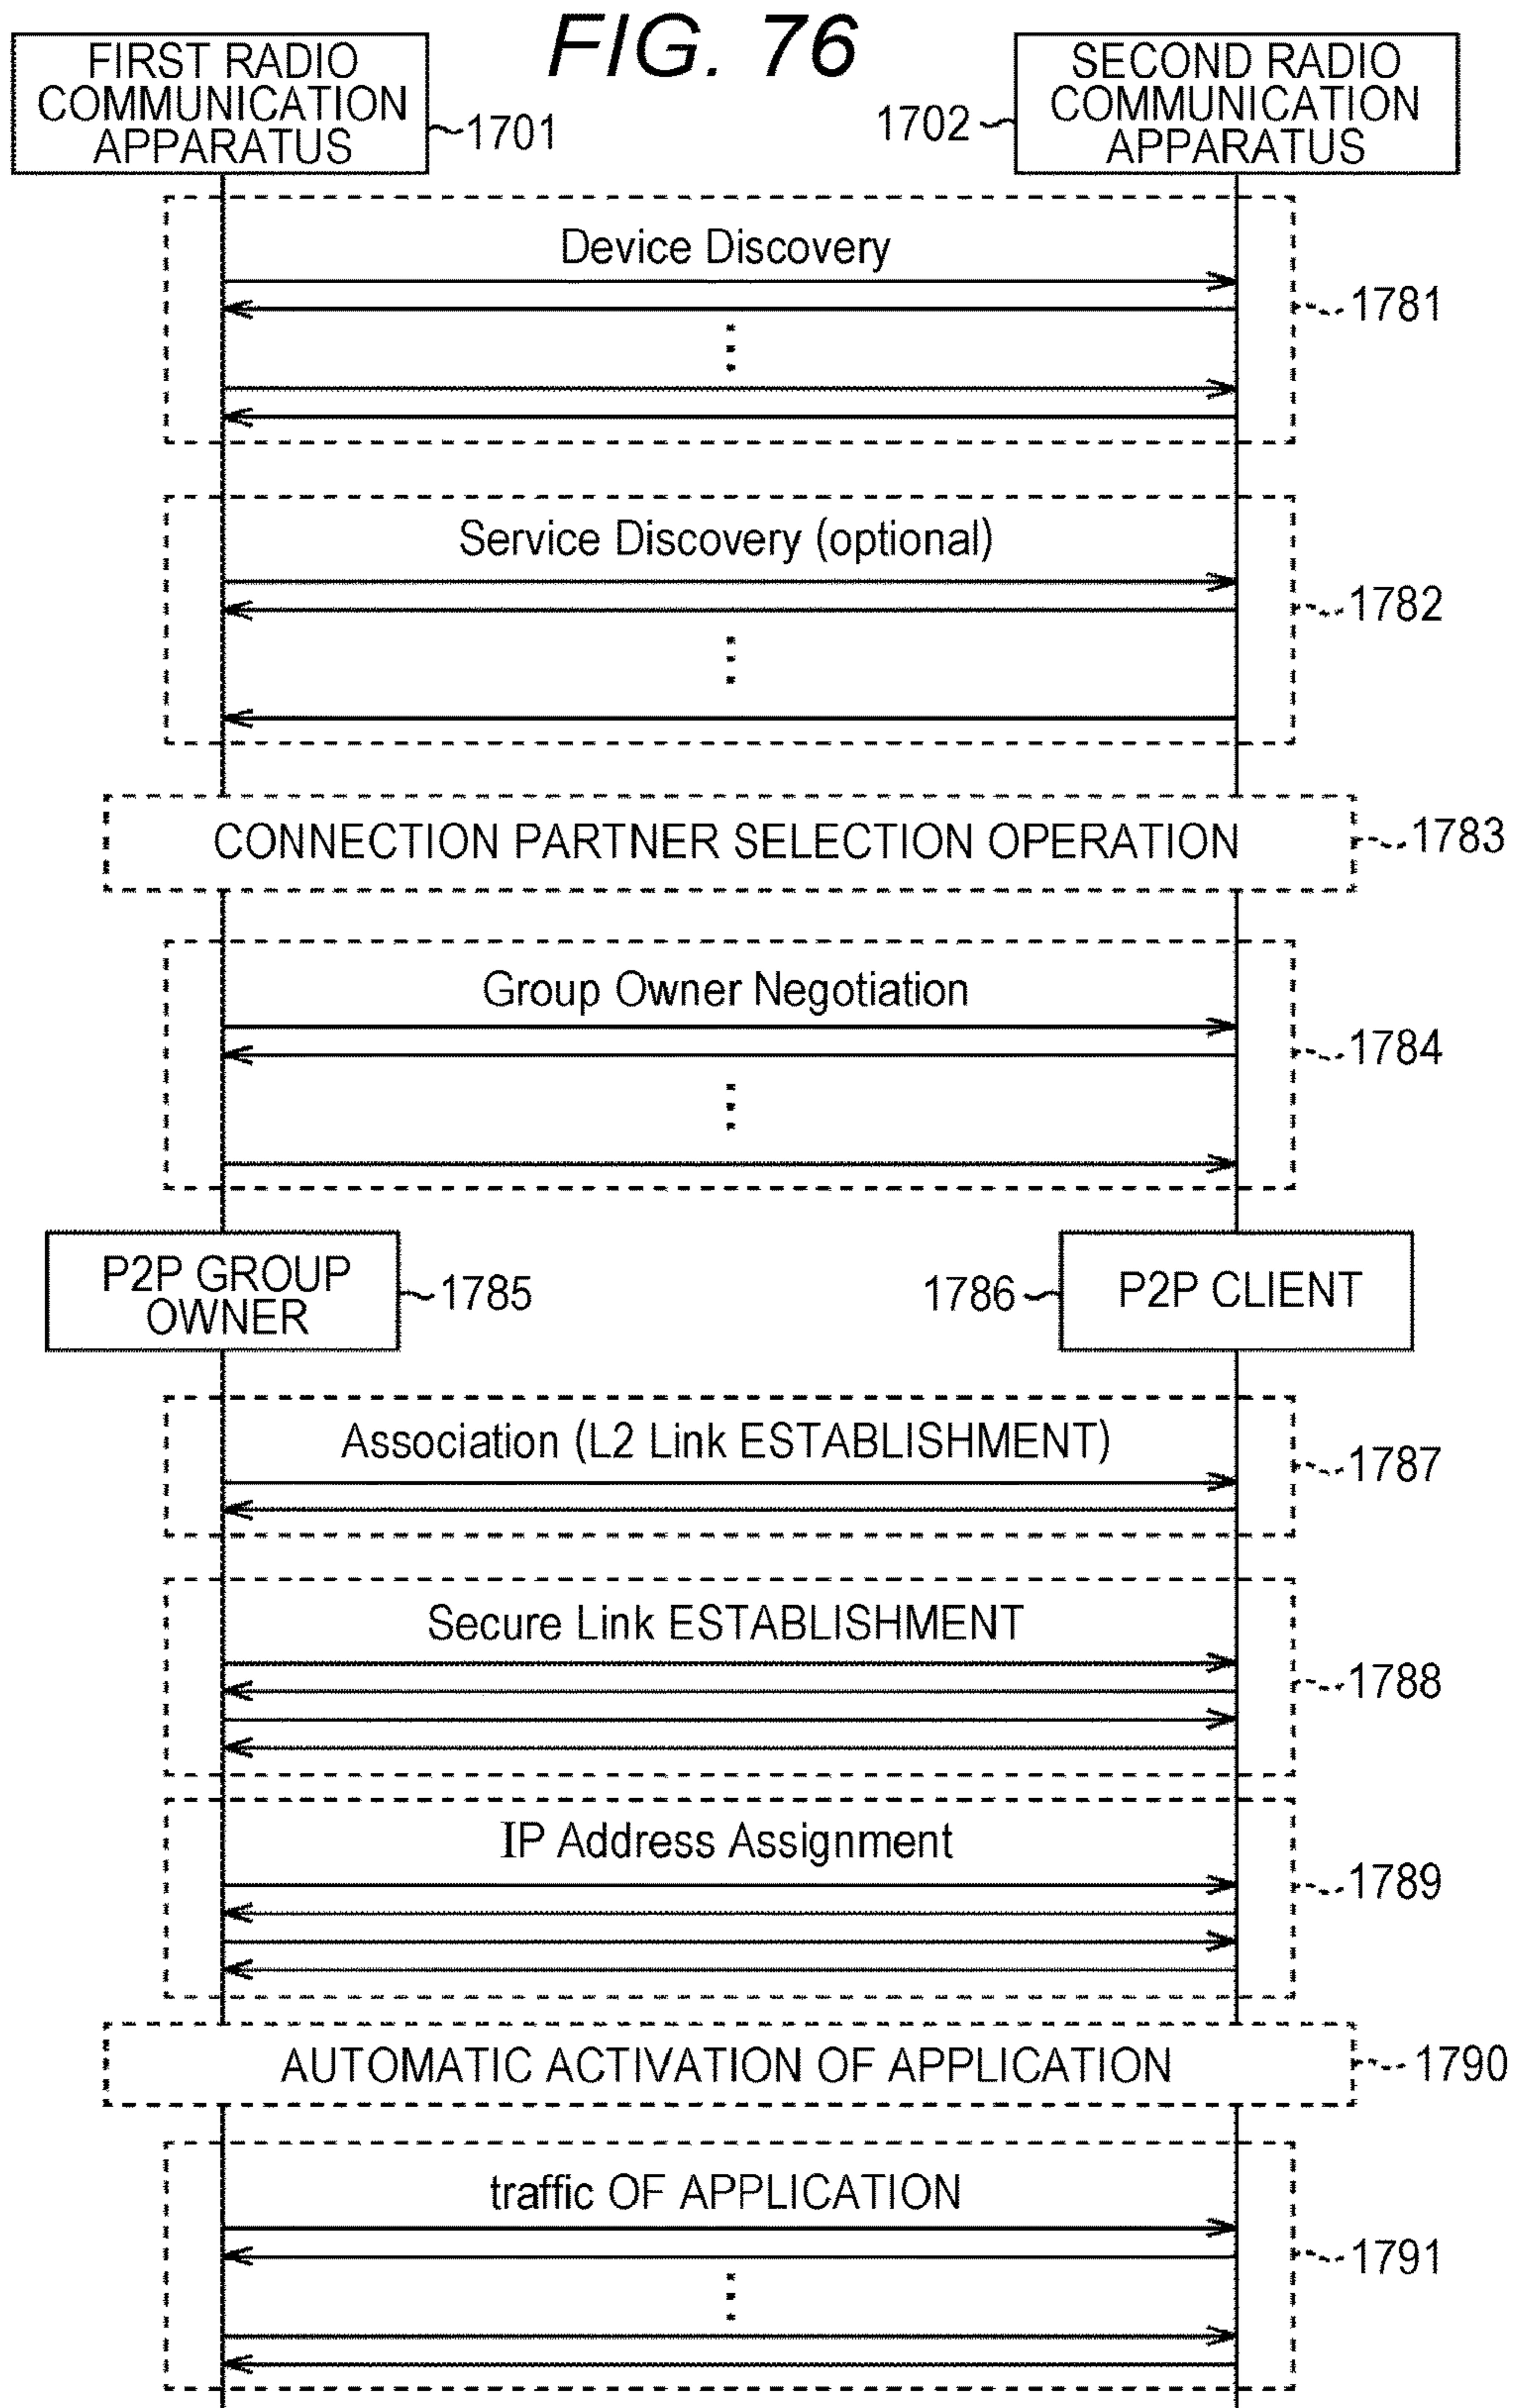 FIG. 76
FIRST RADIO
COMMUNICATION
APPARATUS
1701
1702
SECOND RADIO
COMMUNICATION
APPARATUS
Device Discovery
1781
Service Discovery (optional)
1782
CONNECTION PARTNER SELECTION OPERATION
1783
Group Owner Negotiation
1784
P2P GROUP
OWNER
1785
1786
P2P CLIENT
Association (L2 Link ESTABLISHMENT)
1787
Secure Link ESTABLISHMENT
1788
IP Address Assignment
1789
AUTOMATIC ACTIVATION OF APPLICATION
1790
traffic OF APPLICATION
1791